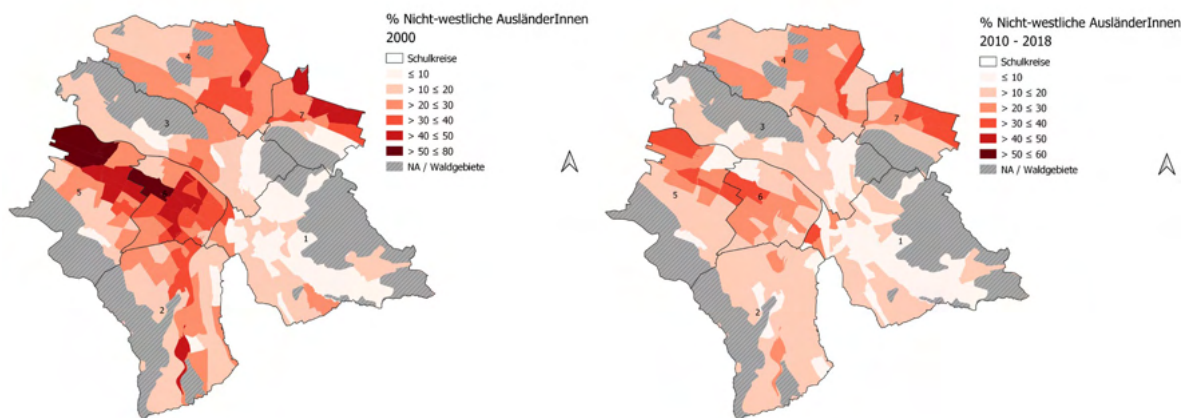 % Nicht-westliche AusländerInnen
2000
Schulkreise
≤ 10
> 10 ≤ 20
> 20 ≤ 30
> 30 ≤ 40
> 40 ≤ 50
> 50 ≤ 80
NA / Waldgebiete
4
7
3
5
1
2
% Nicht-westliche AusländerInnen
2010 - 2018
Schulkreise
≤ 10
> 10 ≤ 20
> 20 ≤ 30
> 30 ≤ 40
> 40 ≤ 50
> 50 ≤ 60
NA / Waldgebiete
4
7
3
5
6
1
2